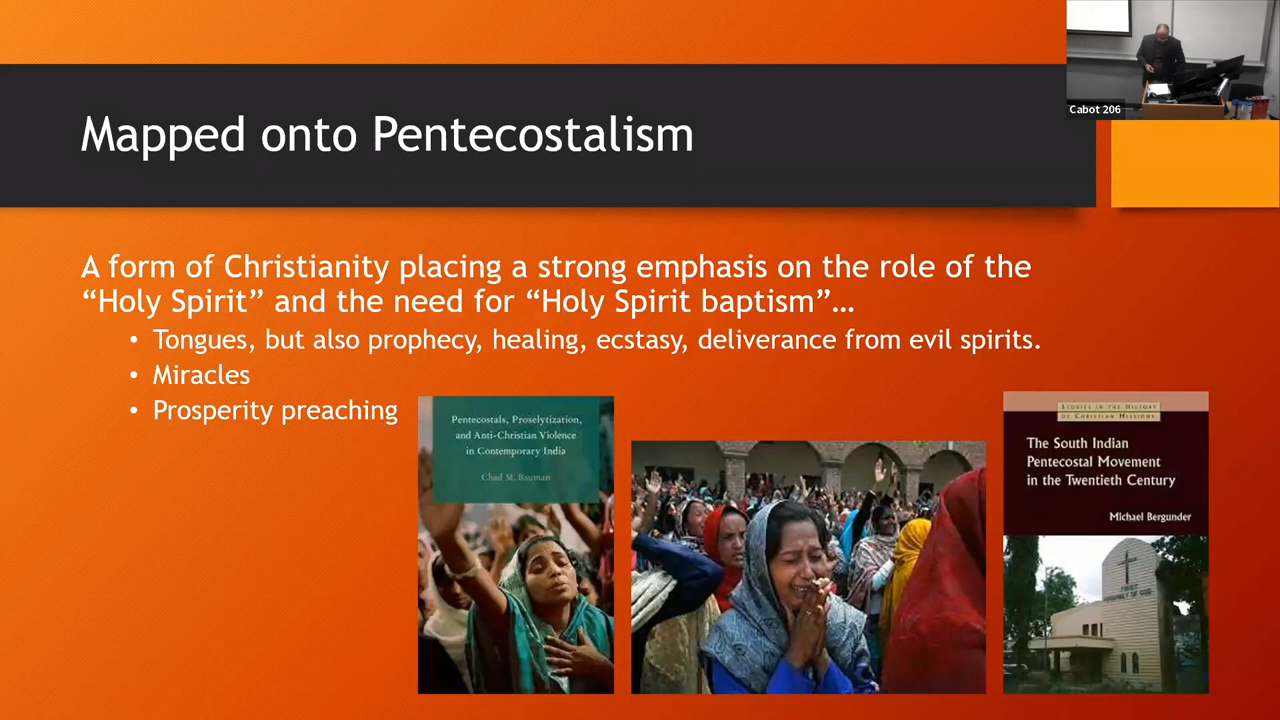 Cabot 206
Mapped onto Pentecostalism
A form of Christianity placing a strong emphasis on the role of the
“Holy Spirit” and the need for “Holy Spirit baptism”…
• Tongues, but also prophecy, healing, ecstasy, deliverance from evil spirits.
• Miracles
• Prosperity preaching
Pentecostals, Proselytization,
and Anti-Christian Violence
in Contemporary India
Chad M. Bauman
STUDIES IN THE HISTORY
OF CHRISTIAN MISSIONS
The South Indian
Pentecostal Movement
in the Twentieth Century
Michael Bergunder